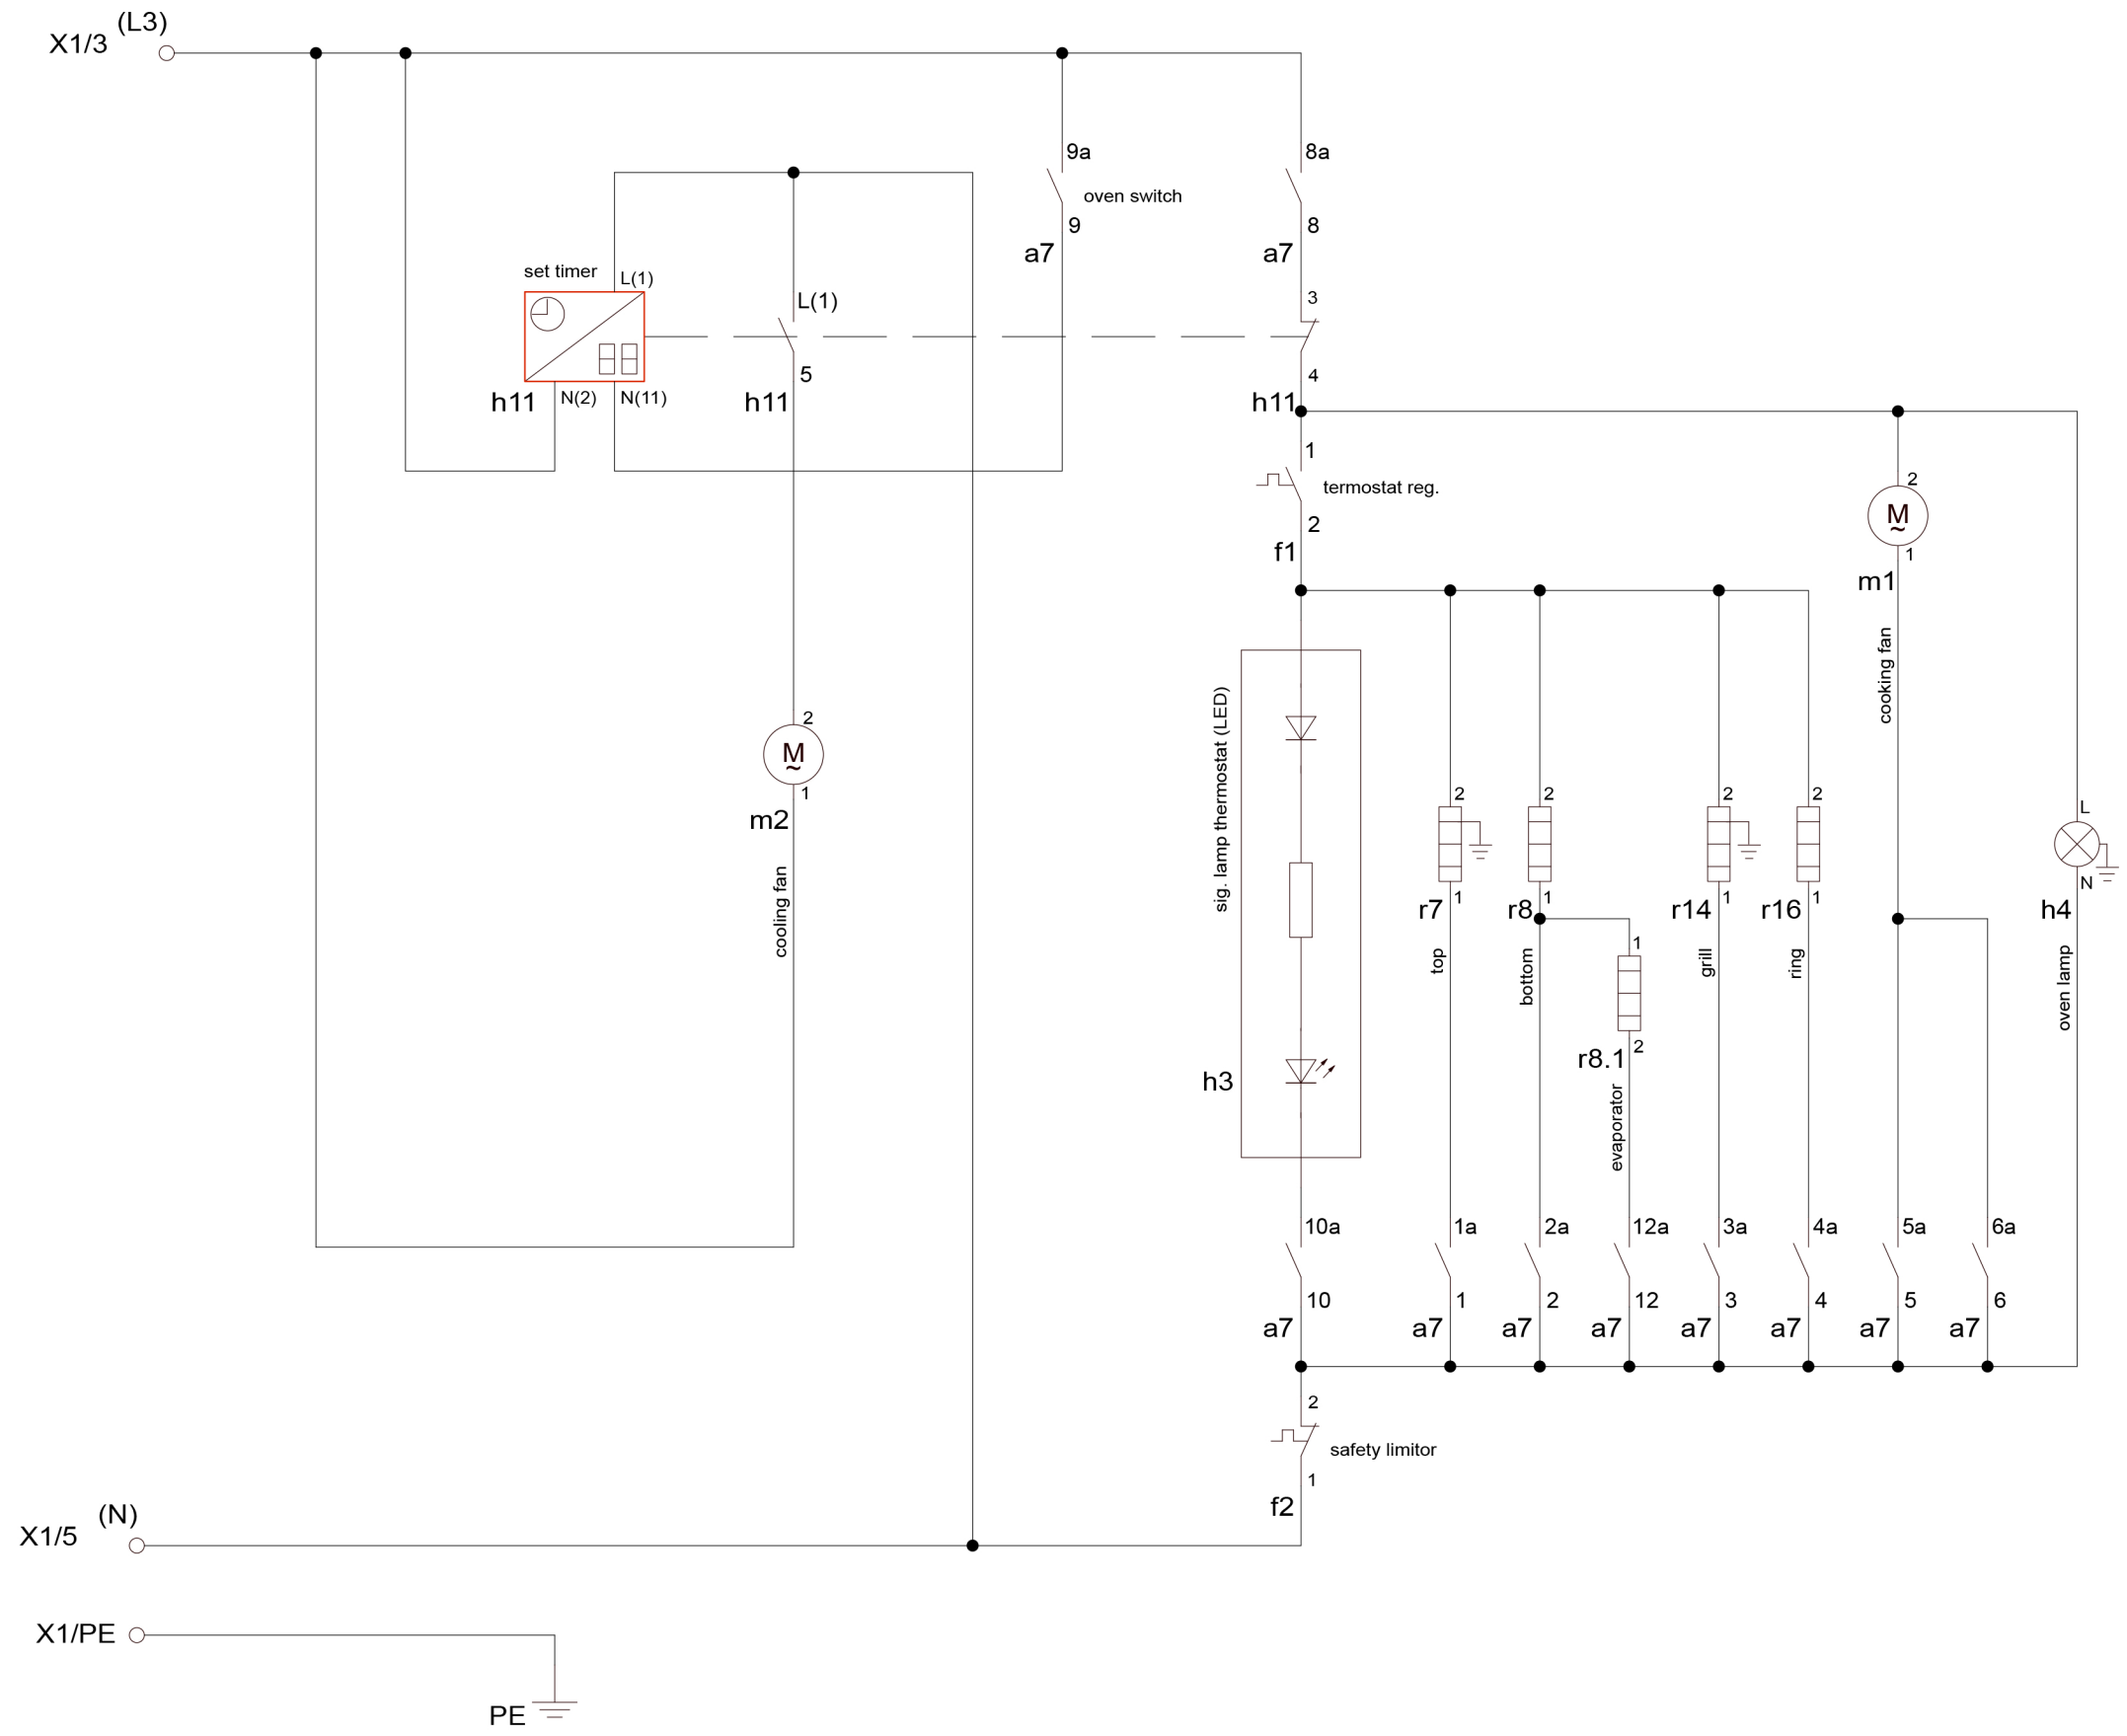 (L3)
X1/3
9a
8a
oven switch
9
8
a7
a7
set timer
L(1)
L(1)
3
5
4
h11
N(2)
N(11)
h11
h11
1
termostat reg.
2
f1
2
M
~
1
m1
cooking fan
sig. lamp thermostat (LED)
2
M
~
1
m2
cooling fan
2
2
2
2
L
N
1
1
1
1
r7
r8
r14
r16
h4
top
bottom
grill
ring
oven lamp
1
2
r8.1
evaporator
h3
10a
1a
2a
12a
3a
4a
5a
6a
10
1
2
12
3
4
5
6
a7
a7
a7
a7
a7
a7
a7
a7
2
safety limitor
1
f2
(N)
X1/5
X1/PE
PE